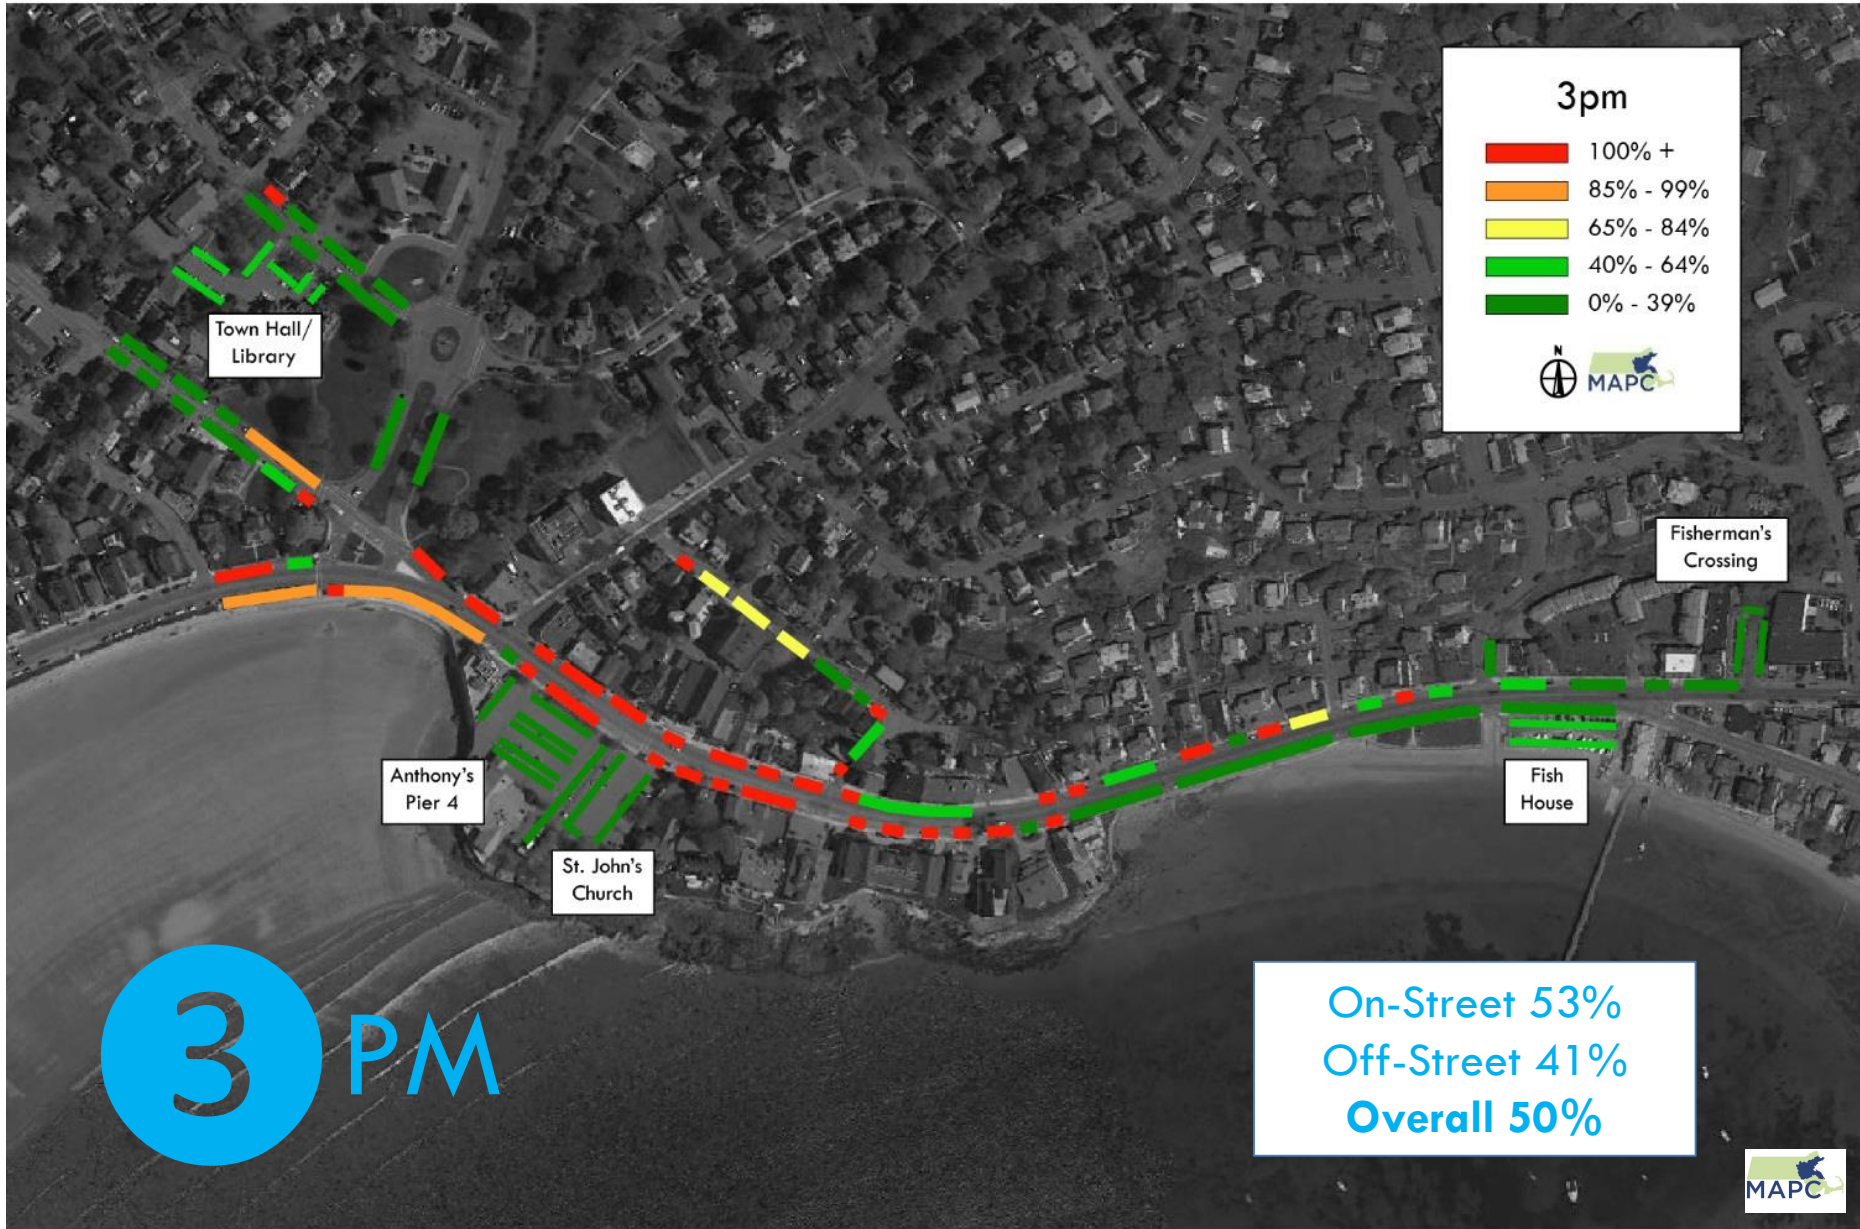 3pm
100% +
85% - 99%
65% - 84%
40% - 64%
0% - 39%
N
MAPC
Town Hall/
Library
Fisherman's
Crossing
Anthony's
Pier 4
Fish
House
St. John's
Church
3 PM
On-Street 53%
Off-Street 41%
Overall 50%
MAPC